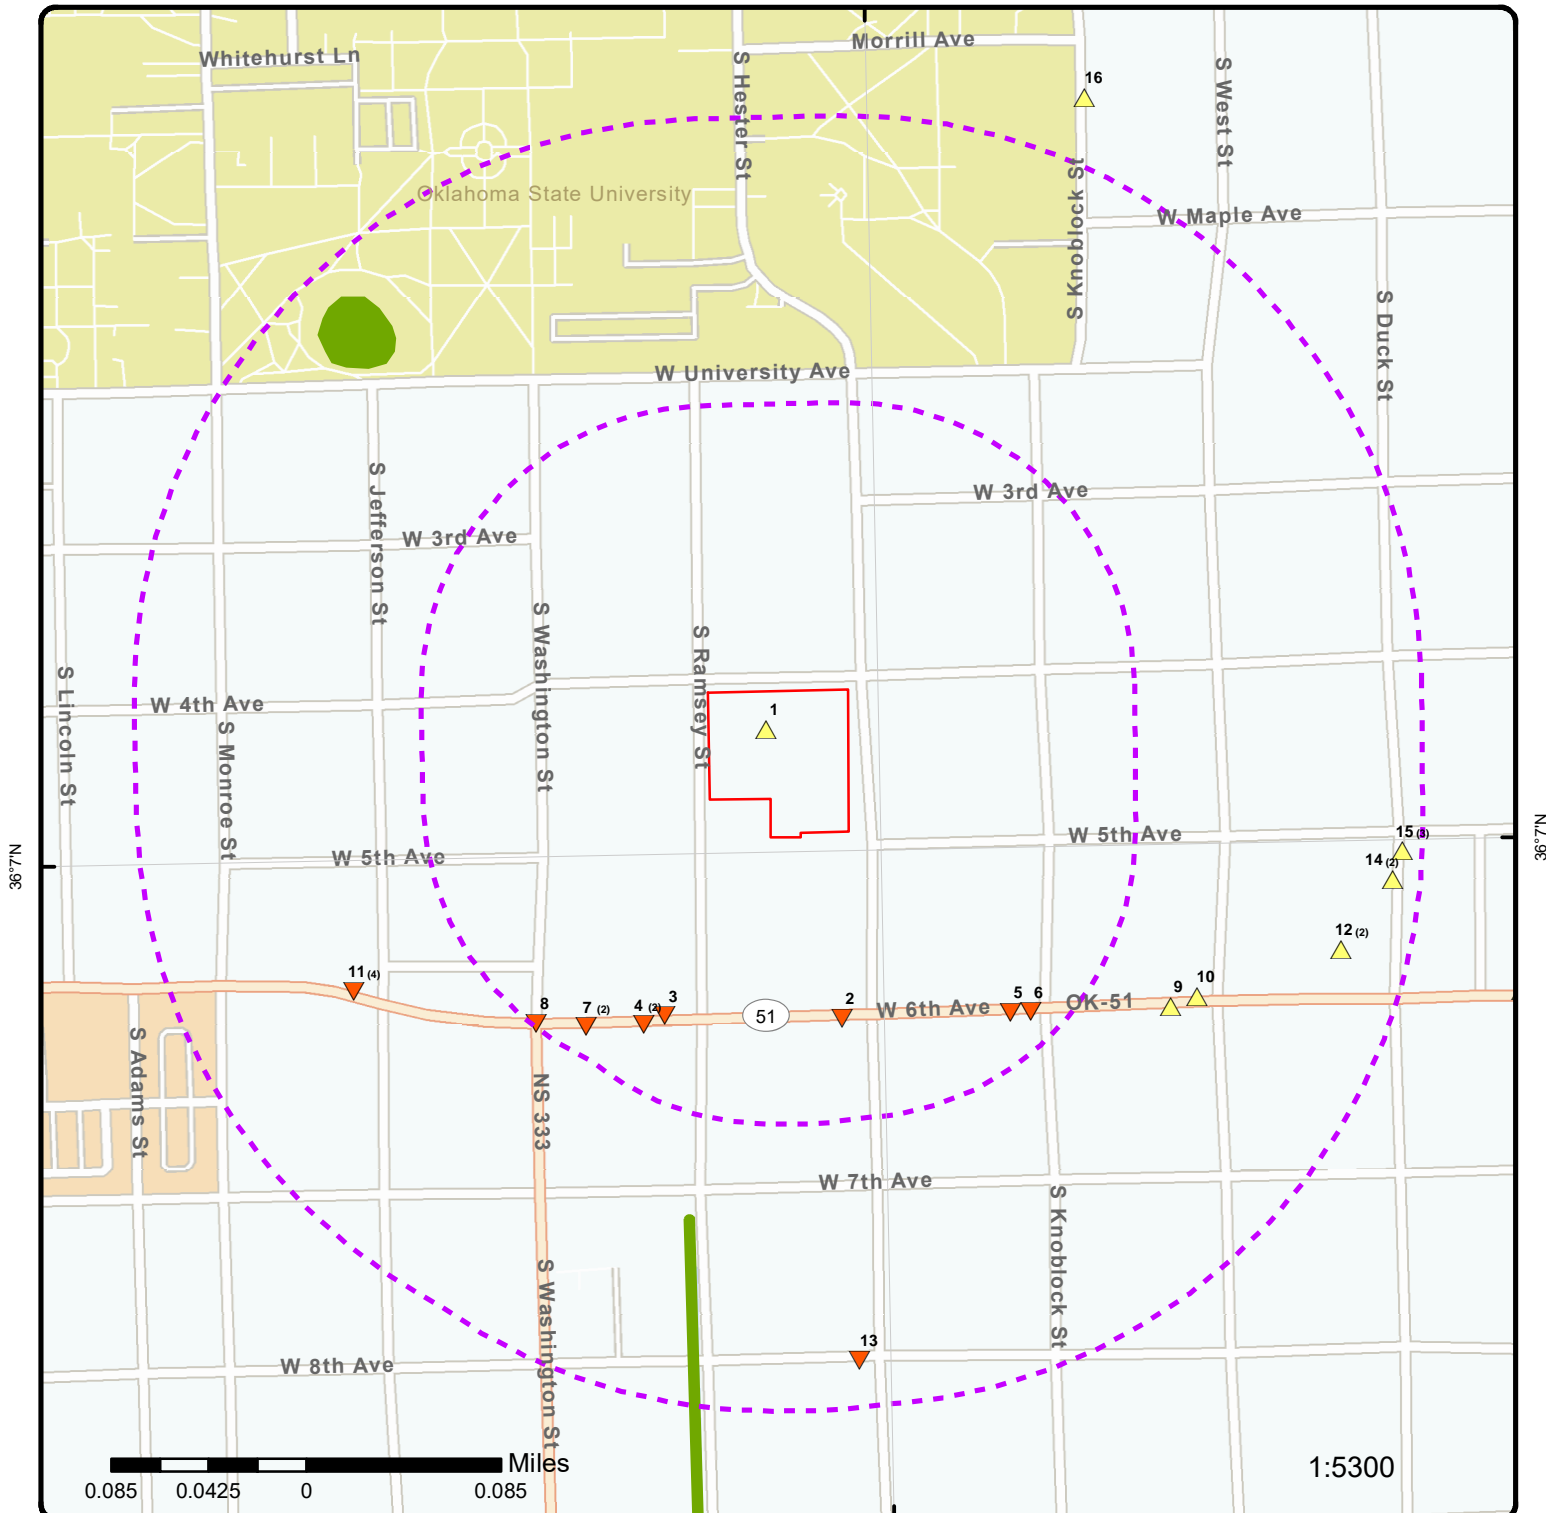 Whitehurst Ln
Morrill Ave
S Hester St
S West St
16
Oklahoma State University
S Knoblock St
W Maple Ave
S Duck St
W University Ave
S Jefferson St
W 3rd Ave
W 3rd Ave
S Washington St
S Ramsey St
S Lincoln St
W 4th Ave
S Monroe St
1
W 5th Ave
W 5th Ave
36°7'N
36°7'N
15
14 (2)
12 (2)
11 (4)
8
7 (2)
4
3
51
2
W 6th Ave
5
6
OK-51
9
10
S Adams St
NS 333
W 7th Ave
S Knoblock St
S Washington St
13
W 8th Ave
Miles
0.085
0.0425
0
0.085
1:5300